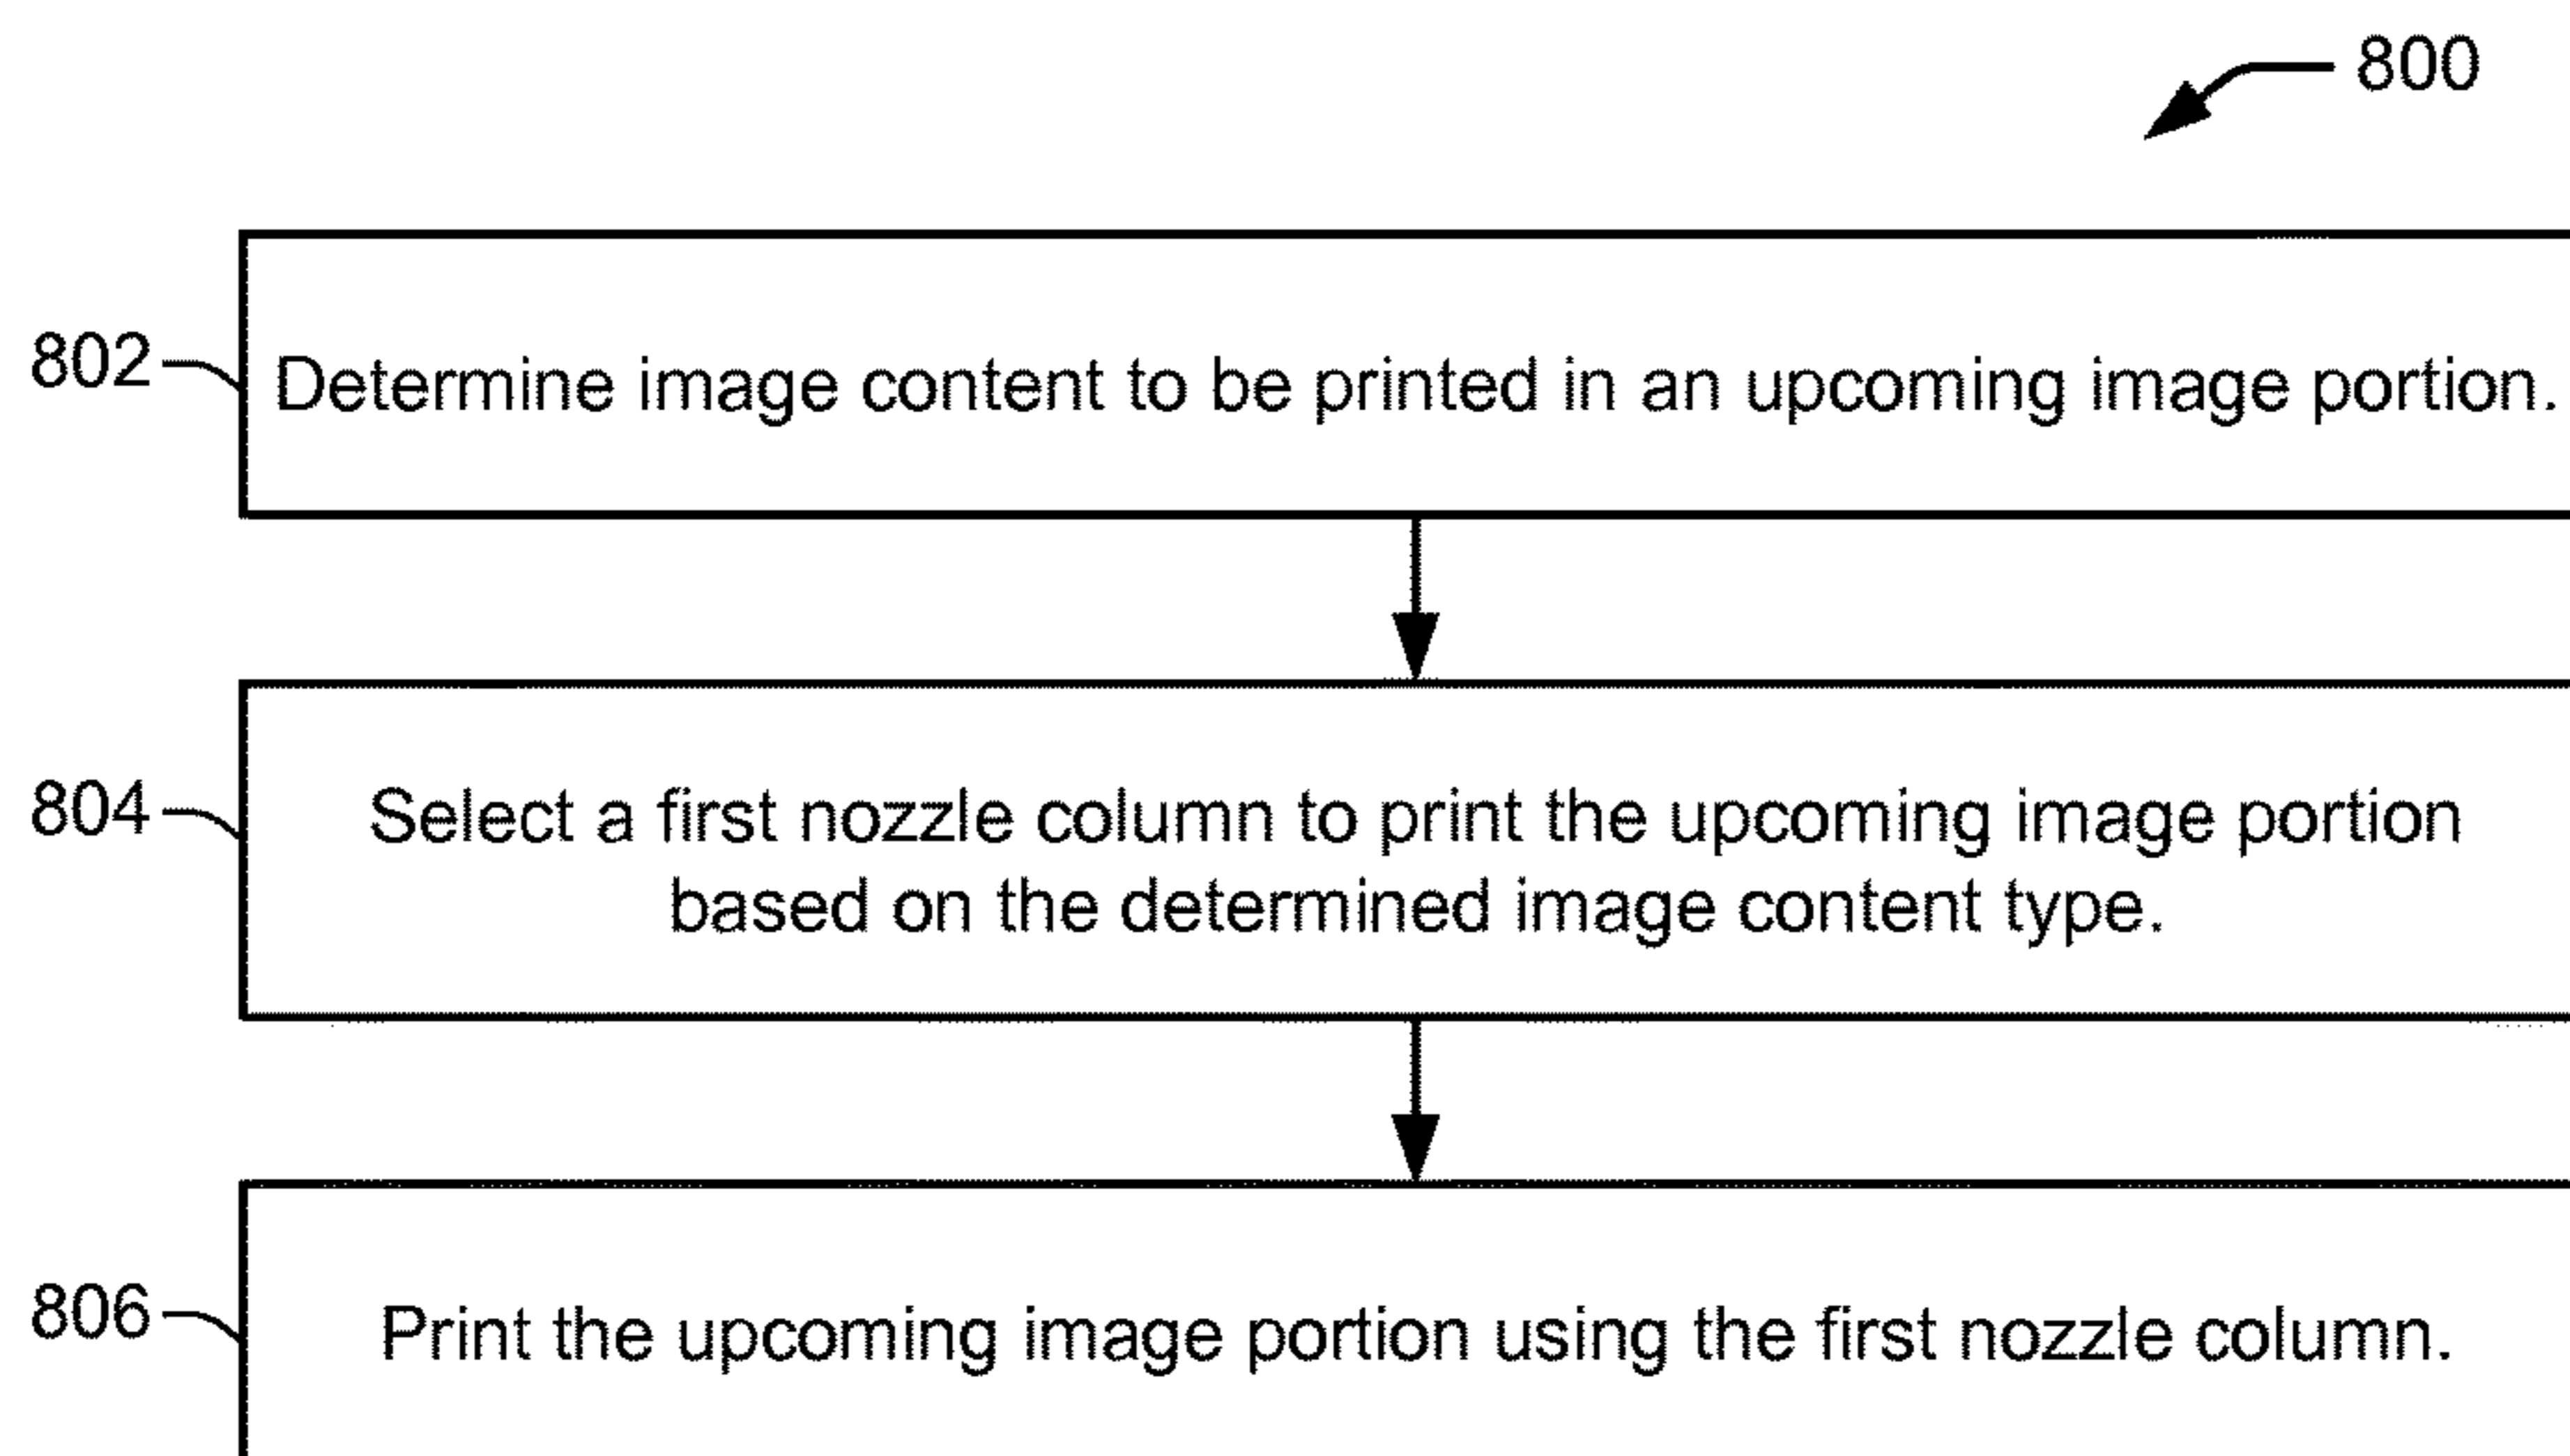 800
802
Determine image content to be printed in an upcoming image portion.
804
Select a first nozzle column to print the upcoming image portion
based on the determined image content type.
806
Print the upcoming image portion using the first nozzle column.